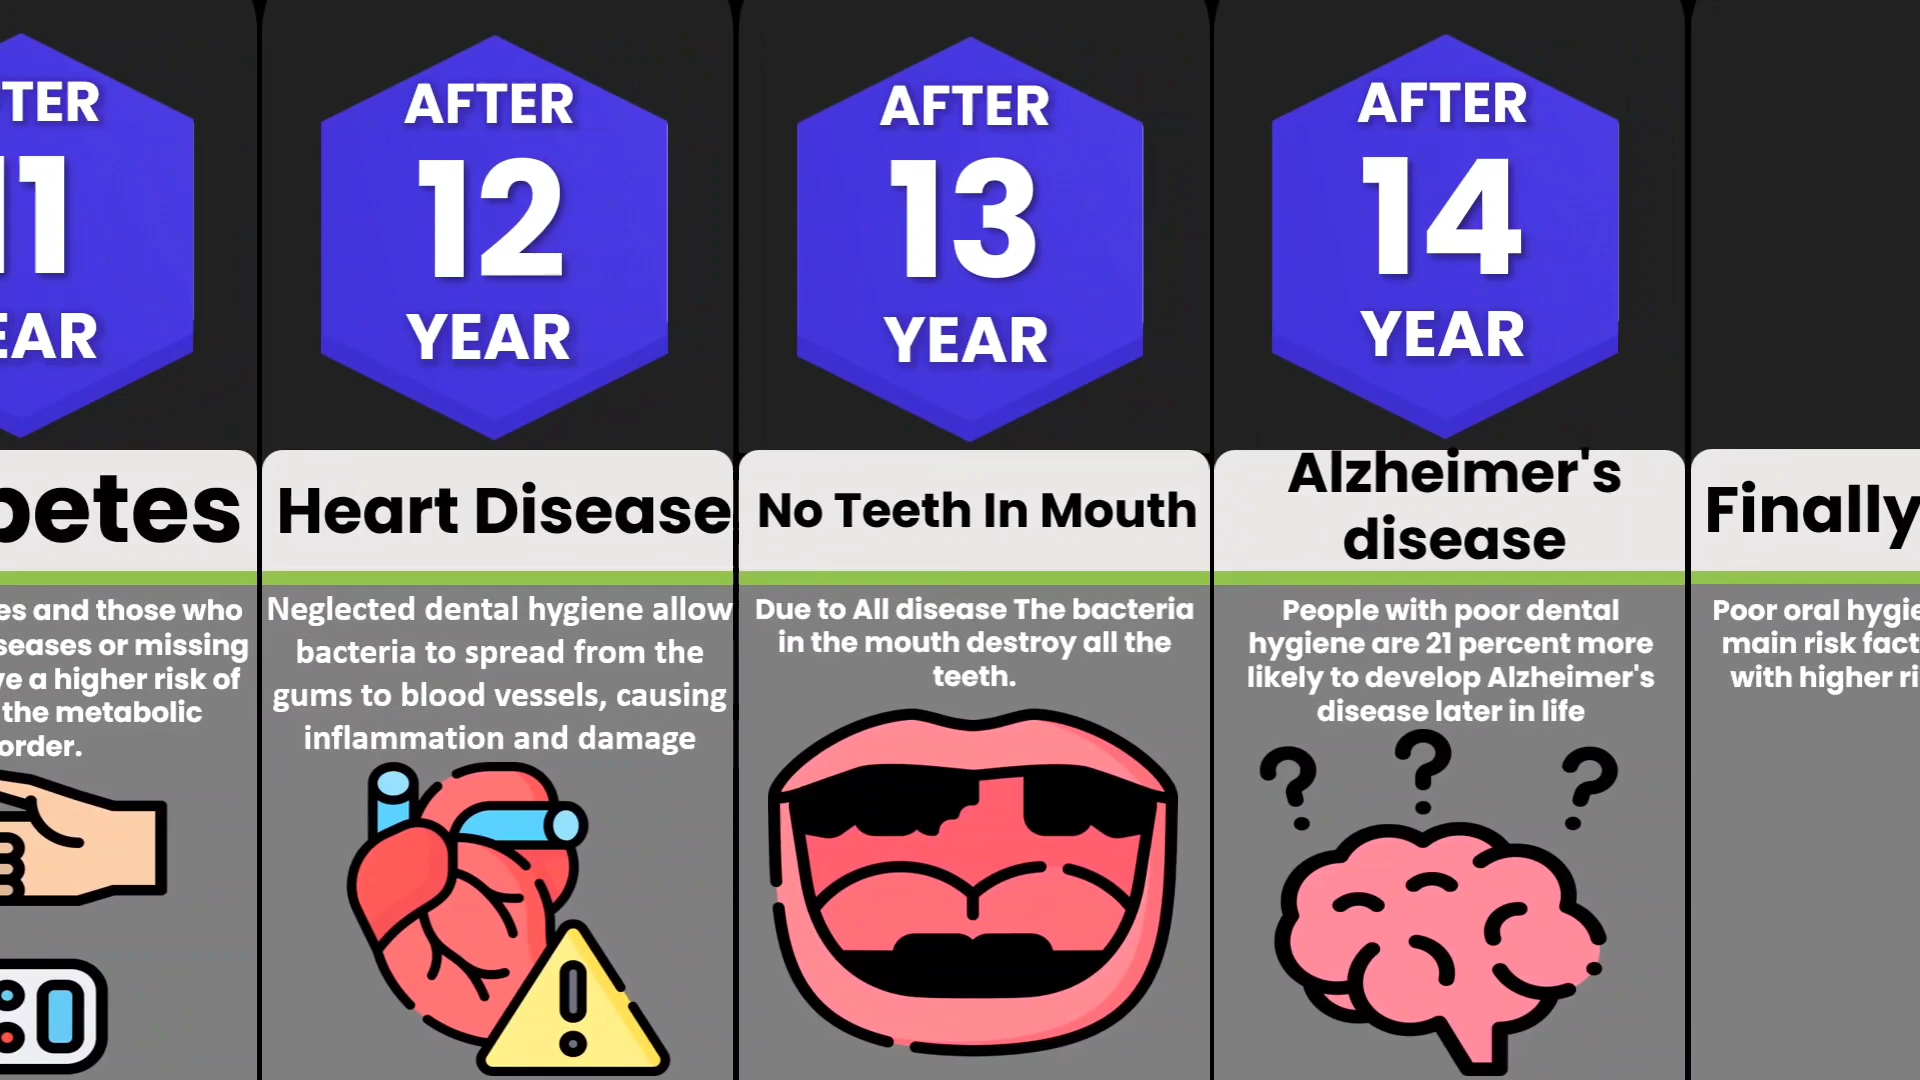 TER
11
EAR
betes
es and those who
seases or missing
ve a higher risk of
the metabolic
order.
AFTER
12
YEAR
Heart Disease
Neglected dental hygiene allow
bacteria to spread from the
gums to blood vessels, causing
inflammation and damage
AFTER
13
YEAR
No Teeth In Mouth
Due to All disease The bacteria
in the mouth destroy all the
teeth.
AFTER
14
YEAR
Alzheimer's
disease
People with poor dental
hygiene are 21 percent more
likely to develop Alzheimer's
disease later in life
? ? ?
Finally
Poor oral hygie
main risk fact
with higher ri